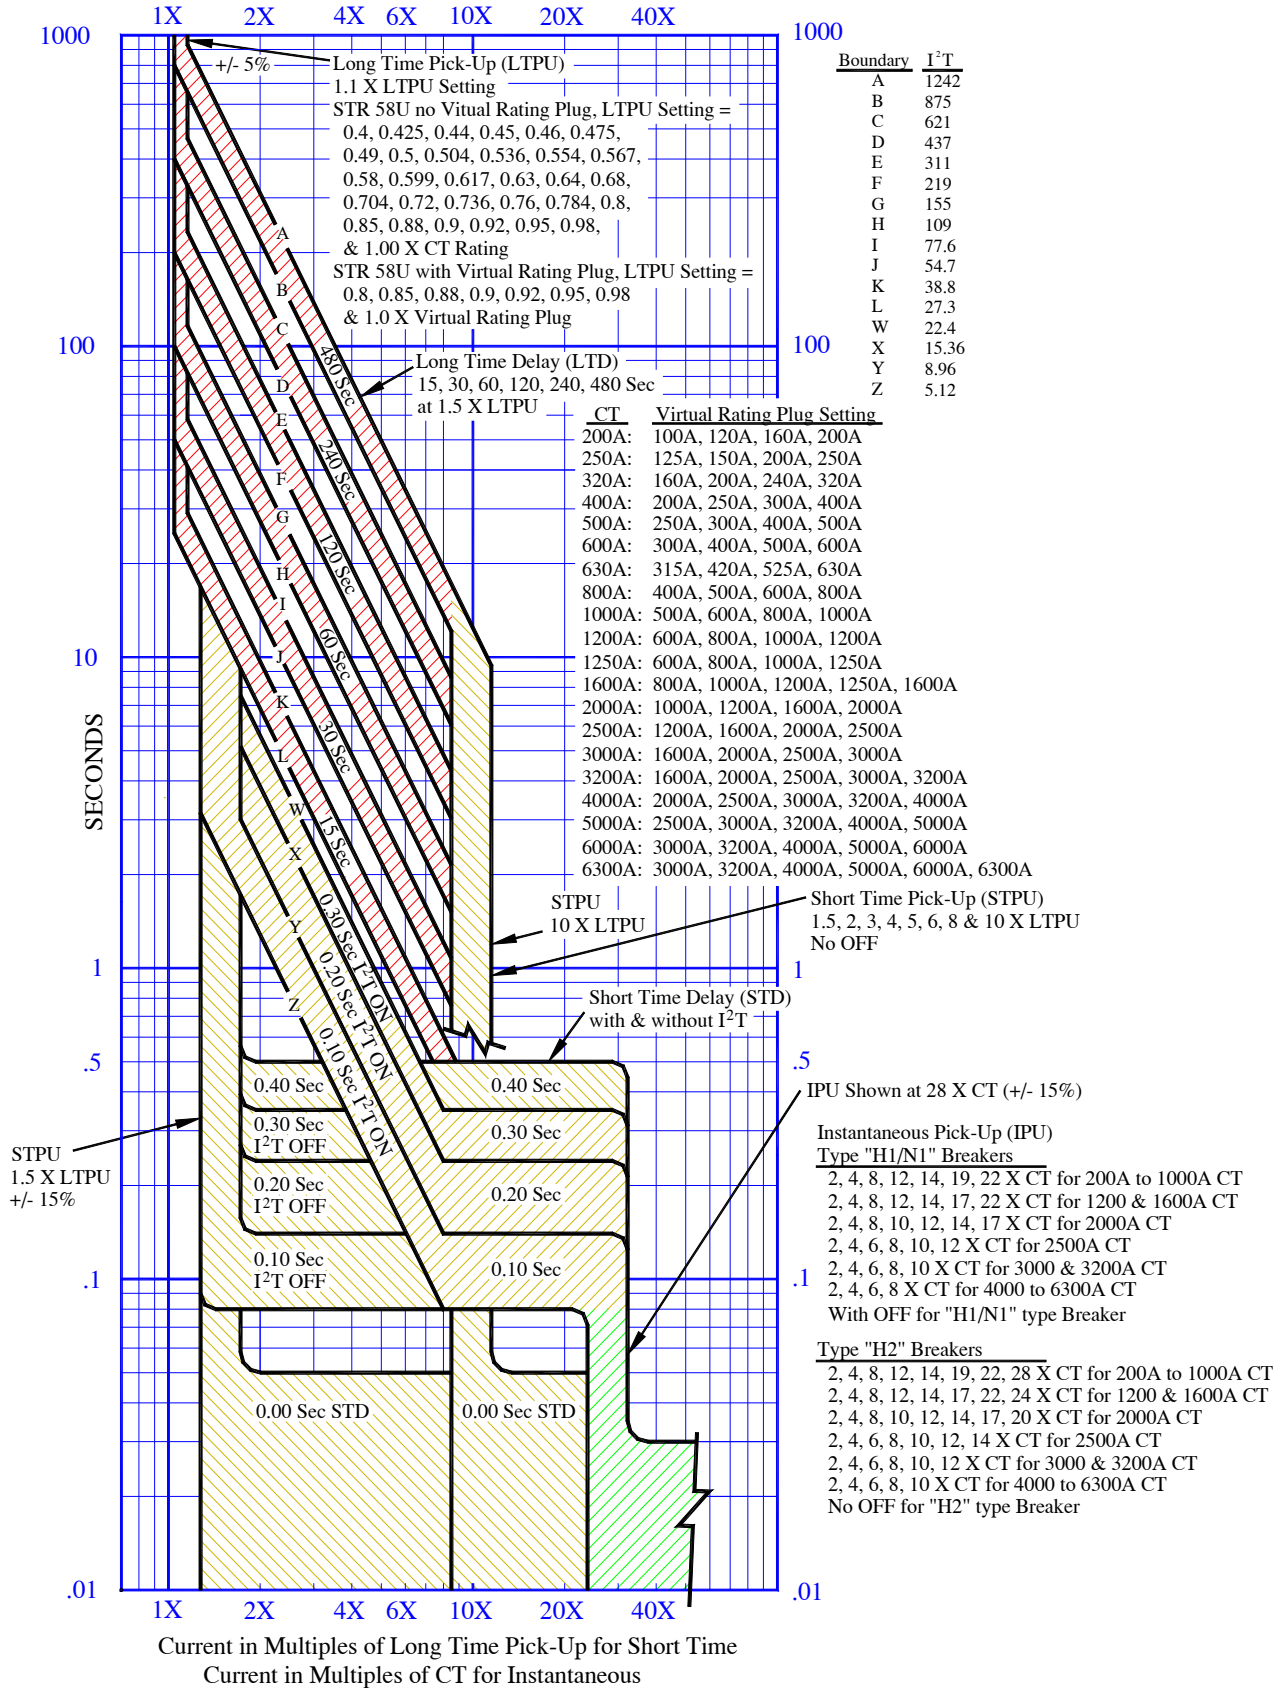 1X 2X 4X 6X 10X 20X 40X
1000
1000
+/- 5%
Long Time Pick-Up (LTPU)
1.1 X LTPU Setting
STR 58U no Vitual Rating Plug, LTPU Setting =
0.4, 0.425, 0.44, 0.45, 0.46, 0.475,
0.49, 0.5, 0.504, 0.536, 0.554, 0.567,
0.58, 0.599, 0.617, 0.63, 0.64, 0.68,
0.704, 0.72, 0.736, 0.76, 0.784, 0.8,
0.85, 0.88, 0.9, 0.92, 0.95, 0.98,
& 1.00 X CT Rating
STR 58U with Virtual Rating Plug, LTPU Setting =
0.8, 0.85, 0.88, 0.9, 0.92, 0.95, 0.98
& 1.0 X Virtual Rating Plug
Boundary I²T
A 1242
B 875
C 621
D 437
E 311
F 219
G 155
H 109
I 77.6
J 54.7
K 38.8
L 27.3
W 22.4
X 15.36
Y 8.96
Z 5.12
A
B
C
D
E
F
G
H
I
J
K
L
W
X
Y
Z
100
100
Long Time Delay (LTD)
15, 30, 60, 120, 240, 480 Sec
at 1.5 X LTPU
480 Sec
240 Sec
120 Sec
60 Sec
30 Sec
15 Sec
0.30 Sec I²T ON
0.20 Sec I²T ON
0.10 Sec I²T ON
CT Virtual Rating Plug Setting
200A: 100A, 120A, 160A, 200A
250A: 125A, 150A, 200A, 250A
320A: 160A, 200A, 240A, 320A
400A: 200A, 250A, 300A, 400A
500A: 250A, 300A, 400A, 500A
600A: 300A, 400A, 500A, 600A
630A: 315A, 420A, 525A, 630A
800A: 400A, 500A, 600A, 800A
1000A: 500A, 600A, 800A, 1000A
1200A: 600A, 800A, 1000A, 1200A
1250A: 600A, 800A, 1000A, 1250A
1600A: 800A, 1000A, 1200A, 1250A, 1600A
2000A: 1000A, 1200A, 1600A, 2000A
2500A: 1200A, 1600A, 2000A, 2500A
3000A: 1600A, 2000A, 2500A, 3000A
3200A: 1600A, 2000A, 2500A, 3000A, 3200A
4000A: 2000A, 2500A, 3000A, 3200A, 4000A
5000A: 2500A, 3000A, 3200A, 4000A, 5000A
6000A: 3000A, 3200A, 4000A, 5000A, 6000A
6300A: 3000A, 3200A, 4000A, 5000A, 6000A, 6300A
10
SECONDS
STPU
10 X LTPU
Short Time Pick-Up (STPU)
1.5, 2, 3, 4, 5, 6, 8 & 10 X LTPU
No OFF
1
1
Short Time Delay (STD)
with & without I²T
.5
.5
0.40 Sec
0.40 Sec
0.30 Sec
I²T OFF
0.30 Sec
0.20 Sec
I²T OFF
0.20 Sec
0.10 Sec
I²T OFF
0.10 Sec
STPU
1.5 X LTPU
+/- 15%
.1
.1
0.00 Sec STD
0.00 Sec STD
IPU Shown at 28 X CT (+/- 15%)
Instantaneous Pick-Up (IPU)
Type "H1/N1" Breakers
2, 4, 8, 12, 14, 19, 22 X CT for 200A to 1000A CT
2, 4, 8, 12, 14, 17, 22 X CT for 1200 & 1600A CT
2, 4, 8, 10, 12, 14, 17 X CT for 2000A CT
2, 4, 6, 8, 10, 12 X CT for 2500A CT
2, 4, 6, 8, 10 X CT for 3000 & 3200A CT
2, 4, 6, 8 X CT for 4000 to 6300A CT
With OFF for "H1/N1" type Breaker
Type "H2" Breakers
2, 4, 8, 12, 14, 19, 22, 28 X CT for 200A to 1000A CT
2, 4, 8, 12, 14, 17, 22, 24 X CT for 1200 & 1600A CT
2, 4, 8, 10, 12, 14, 17, 20 X CT for 2000A CT
2, 4, 6, 8, 10, 12, 14 X CT for 2500A CT
2, 4, 6, 8, 10, 12 X CT for 3000 & 3200A CT
2, 4, 6, 8, 10 X CT for 4000 to 6300A CT
No OFF for "H2" type Breaker
.01
.01
1X 2X 4X 6X 10X 20X 40X
Current in Multiples of Long Time Pick-Up for Short Time
Current in Multiples of CT for Instantaneous